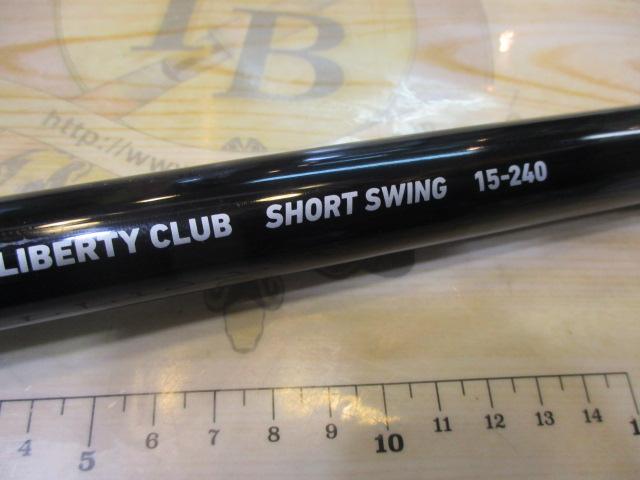 TB
http://www
LIBERTY CLUB SHORT SWING 15-240
4 5 6 7 8 9 10 11 12 13 14